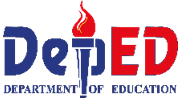 DepED
DEPARTMENT OF EDUCATION